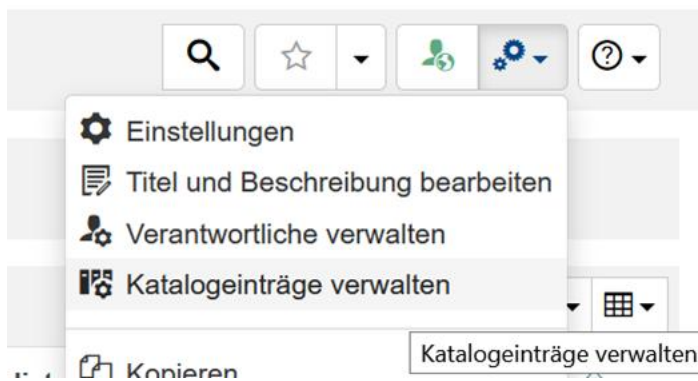 Einstellungen
Titel und Beschreibung bearbeiten
Verantwortliche verwalten
Katalogeinträge verwalten
Katalogeinträge verwalten
Kopieren